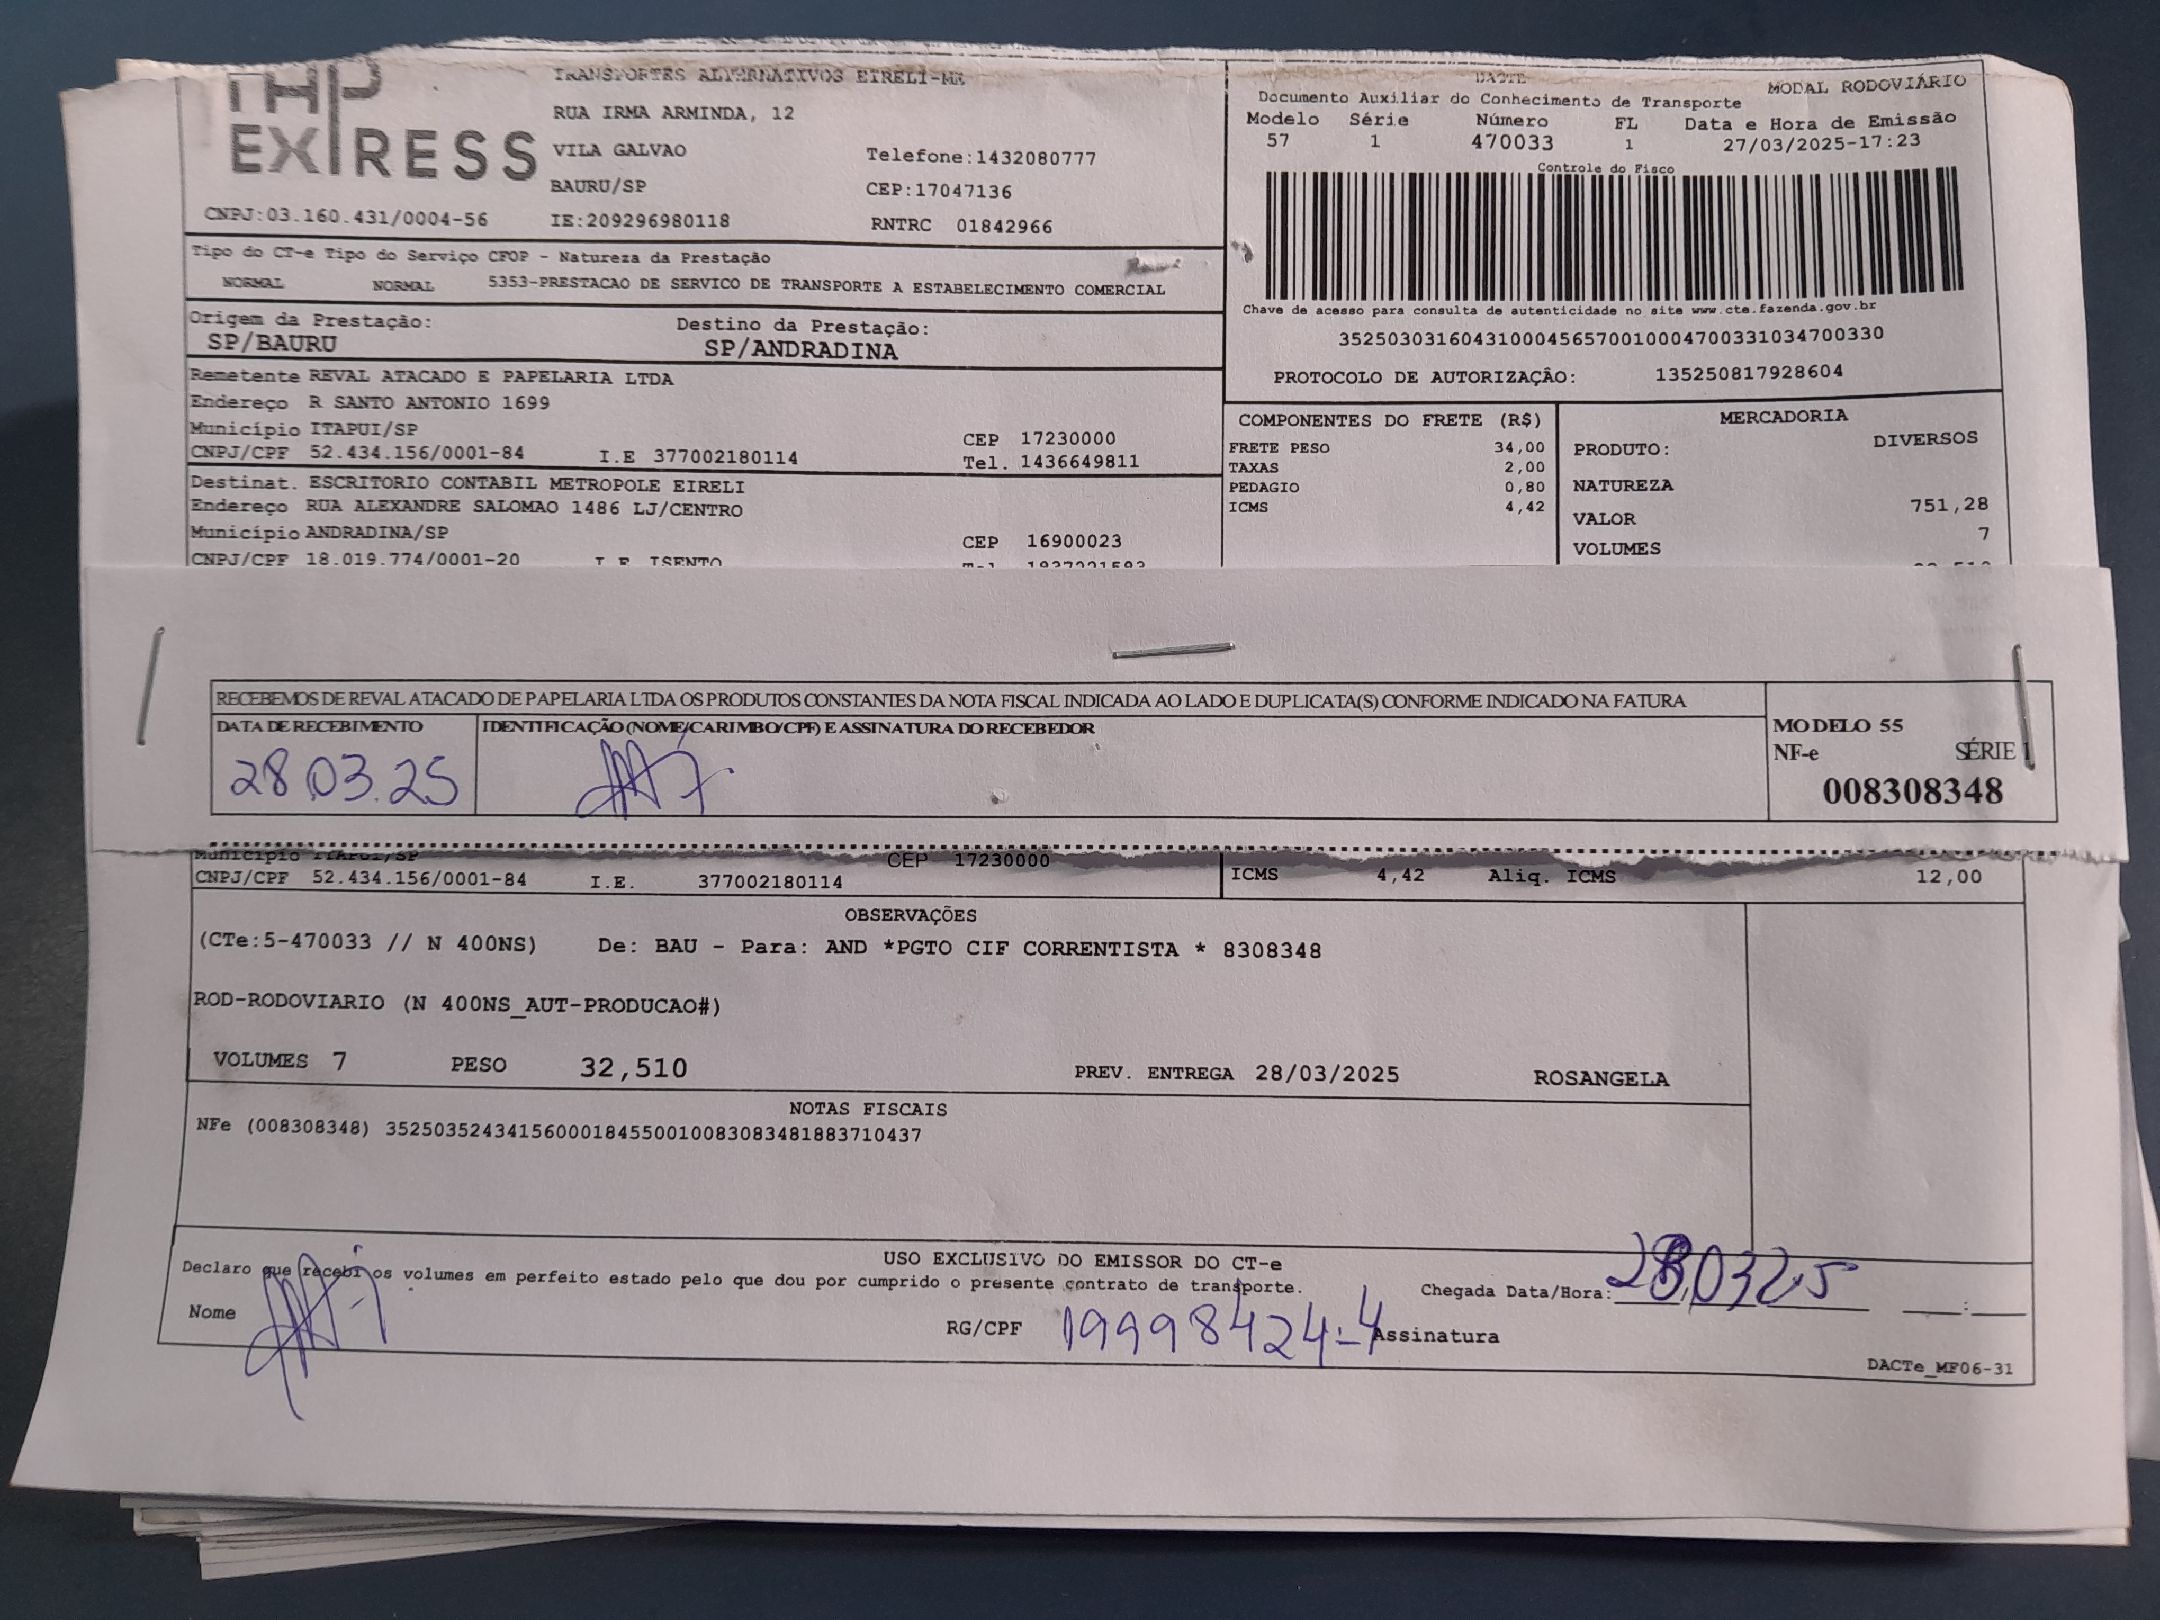 THP
EXPRESS
TRANSPORTES ALTERNATIVOS EIRELI-ME
RUA IRMA ARMINDA, 12
VILA GALVAO
Telefone:1432080777
BAURU/SP
CEP:17047136
CNPJ:03.160.431/0004-56
IE:209296980118
RNTRC 01842966
DACTE
MODAL RODOVIÁRIO
Documento Auxiliar do Conhecimento de Transporte
Modelo Série Número FL Data e Hora de Emissão
57 1 470033 1 27/03/2025-17:23
Controle do Fisco
Chave de acesso para consulta de autenticidade no site www.cte.fazenda.gov.br
35250303160431000456570010004700331034700330
PROTOCOLO DE AUTORIZAÇÃO: 135250817928604
Tipo do CT-e Tipo do Serviço CFOP - Natureza da Prestação
NORMAL NORMAL 5353-PRESTACAO DE SERVICO DE TRANSPORTE A ESTABELECIMENTO COMERCIAL
Origem da Prestação: Destino da Prestação:
SP/BAURU SP/ANDRADINA
Remetente REVAL ATACADO E PAPELARIA LTDA
Endereço R SANTO ANTONIO 1699
Município ITAPUI/SP CEP 17230000
CNPJ/CPF 52.434.156/0001-84 I.E 377002180114 Tel. 1436649811
Destinat. ESCRITORIO CONTABIL METROPOLE EIRELI
Endereço RUA ALEXANDRE SALOMAO 1486 LJ/CENTRO
Município ANDRADINA/SP CEP 16900023
CNPJ/CPF 18.019.774/0001-20 I.E ISENTO
COMPONENTES DO FRETE (R$)
FRETE PESO 34,00
TAXAS 2,00
PEDAGIO 0,80
ICMS 4,42
MERCADORIA
PRODUTO: DIVERSOS
NATUREZA
VALOR 751,28
VOLUMES 7
RECEBEMOS DE REVAL ATACADO DE PAPELARIA LTDA OS PRODUTOS CONSTANTES DA NOTA FISCAL INDICADA AO LADO E DUPLICATA(S) CONFORME INDICADO NA FATURA
DATA DE RECEBIMENTO IDENTIFICAÇÃO (NOME/CARIMBO/CPF) E ASSINATURA DO RECEBEDOR
28.03.25
MODELO 55
NF-e SÉRIE 1
008308348
Município ITAPUI/SP CEP 17230000
CNPJ/CPF 52.434.156/0001-84 I.E. 377002180114
ICMS 4,42 Aliq. ICMS 12,00
OBSERVAÇÕES
(CTe:5-470033 // N 400NS) De: BAU - Para: AND *PGTO CIF CORRENTISTA * 8308348
ROD-RODOVIARIO (N 400NS_AUT-PRODUCAO#)
VOLUMES 7 PESO 32,510 PREV. ENTREGA 28/03/2025 ROSANGELA
NOTAS FISCAIS
NFe (008308348) 35250352434156000184550010083083481883710437
USO EXCLUSIVO DO EMISSOR DO CT-e
Declaro que recebi os volumes em perfeito estado pelo que dou por cumprido o presente contrato de transporte.
Chegada Data/Hora: 28.03.25 :
Nome RG/CPF 19998424-4 Assinatura
DACTe_MF06-31